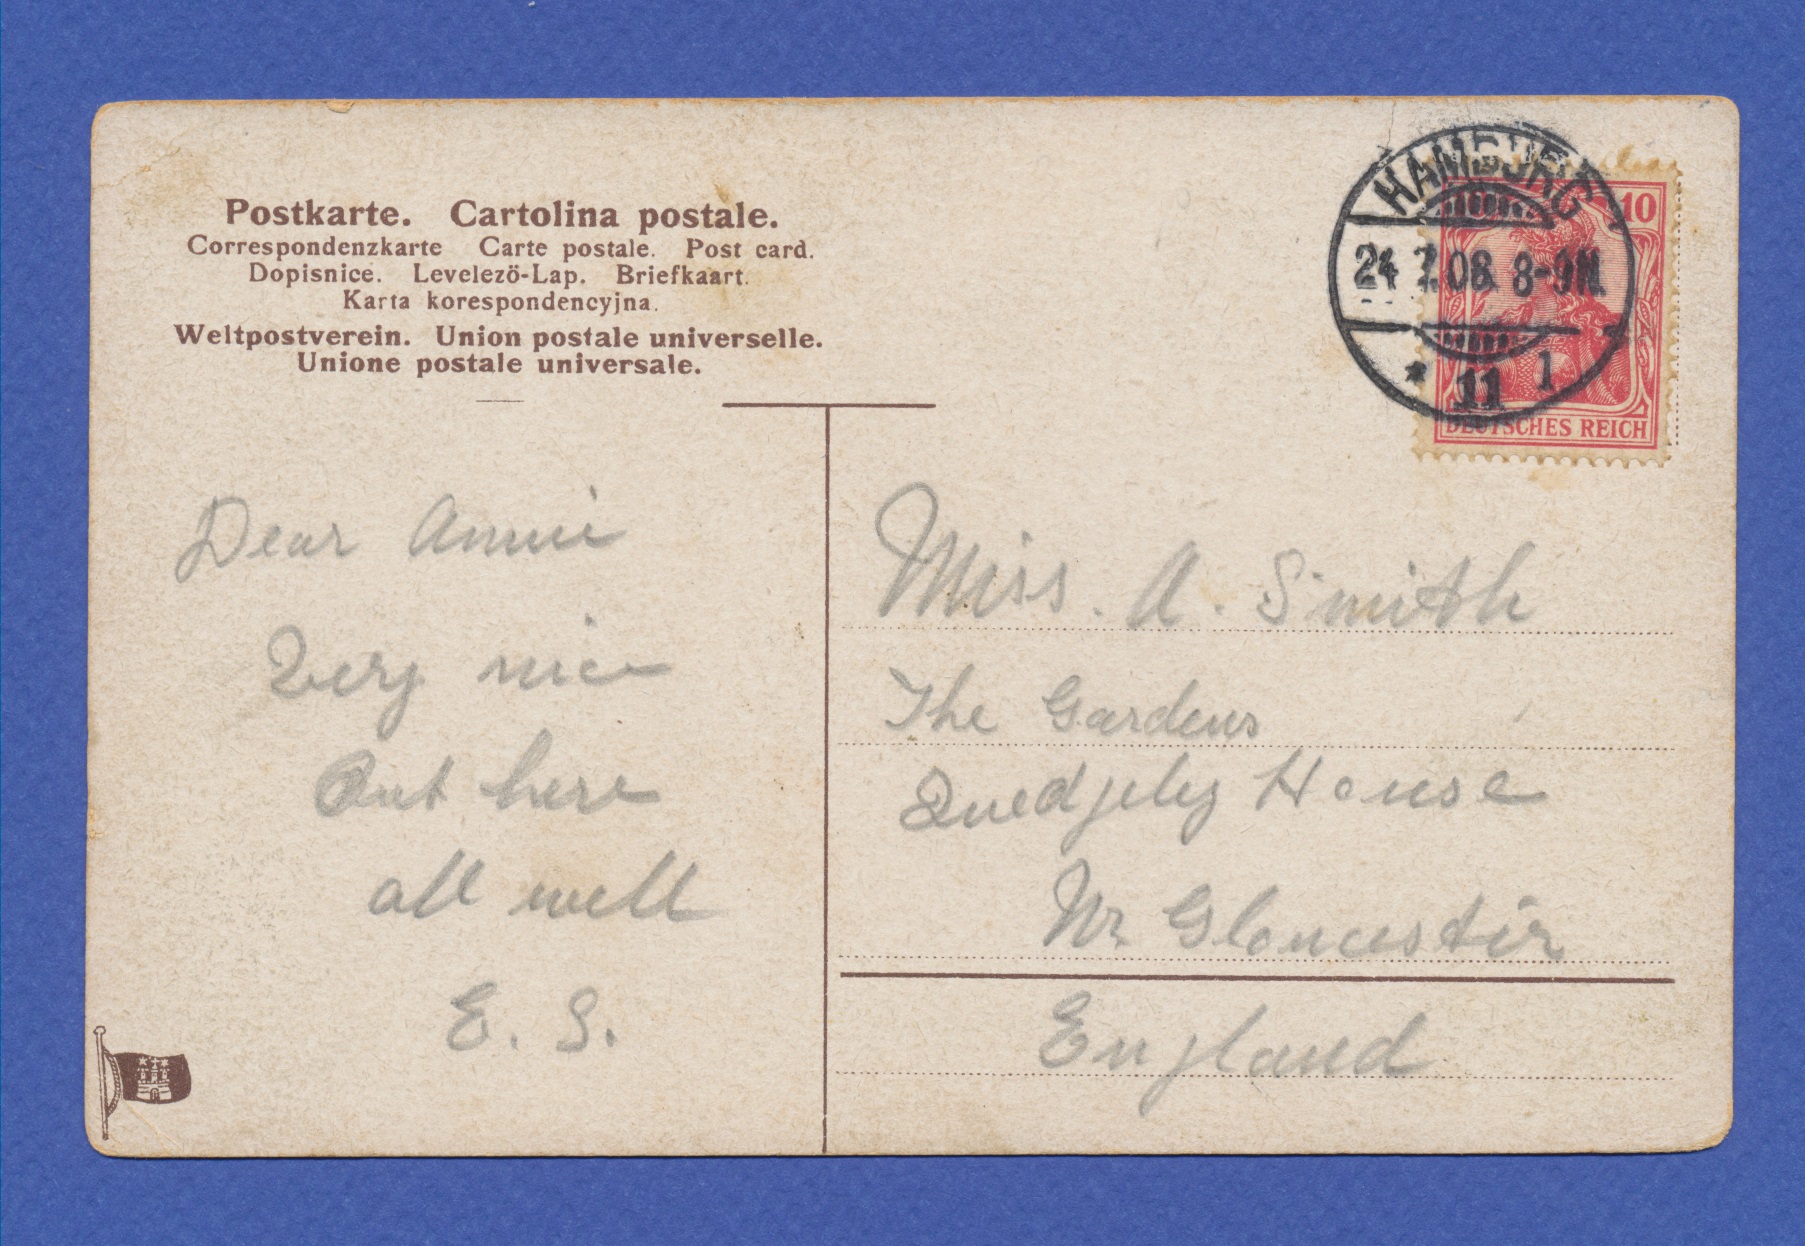 Postkarte. Cartolina postale.
Correspondenzkarte Carte postale. Post card.
Dopisnice. Levelező-Lap. Briefkaart.
Karta korespondencyjna.
Weltpostverein. Union postale universelle.
Unione postale universale.
HAMBURG
24 7.08. 8-9N.
* 11 1
10
DEUTSCHES REICH
Dear Annie
Very nice
Out here
all well
E. S.
Miss. A. Smith
The Gardens
Quedgley House
Nr Gloucester
England